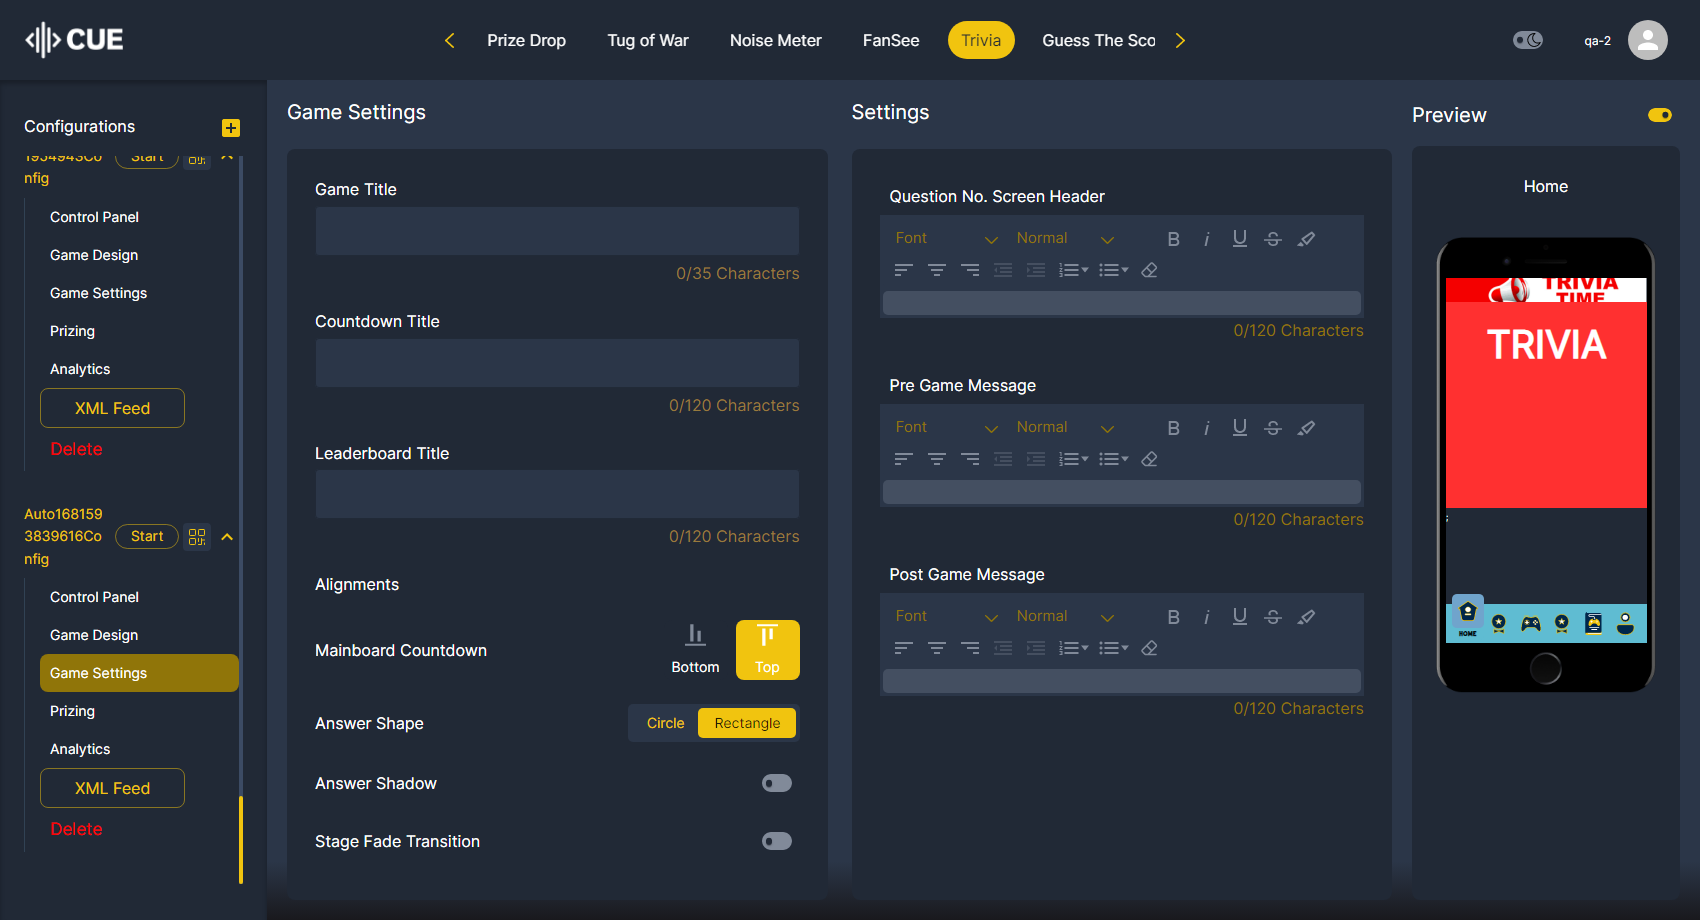 CUE
Prize Drop
Tug of War
Noise Meter
FanSee
Trivia
Guess The Sco
qa-2
Configurations
1954943Co
nfig
Start
Control Panel
Game Design
Game Settings
Prizing
Analytics
XML Feed
Delete
Auto168159
3839616Co
nfig
Start
Control Panel
Game Design
Game Settings
Prizing
Analytics
XML Feed
Delete
Game Settings
Game Title
0/35 Characters
Countdown Title
0/120 Characters
Leaderboard Title
0/120 Characters
Alignments
Mainboard Countdown
Bottom
Top
Answer Shape
Circle
Rectangle
Answer Shadow
Stage Fade Transition
Settings
Question No. Screen Header
Font
Normal
B i U S
0/120 Characters
Pre Game Message
Font
Normal
B i U S
0/120 Characters
Post Game Message
Font
Normal
B i U S
0/120 Characters
Preview
Home
TRIVIA
TIME
TRIVIA
;
HOME